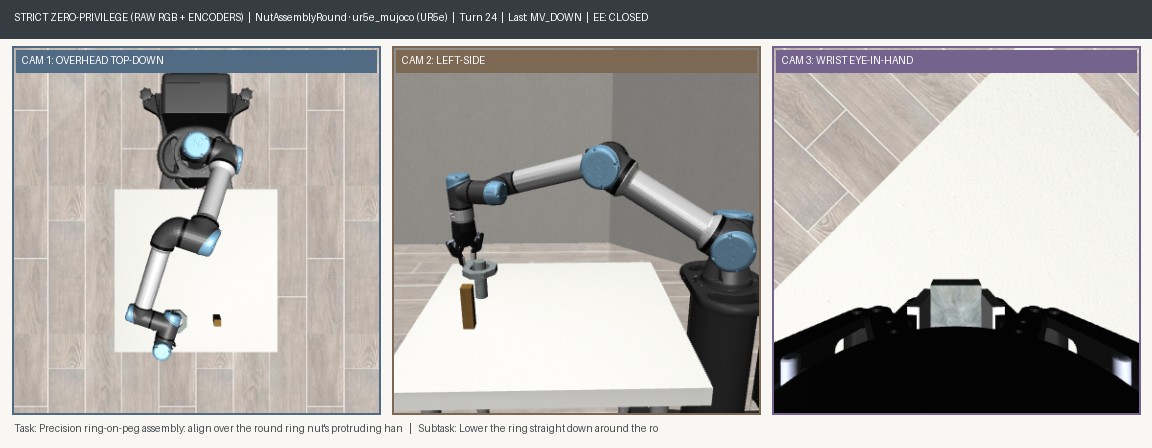 STRICT ZERO-PRIVILEGE (RAW RGB + ENCODERS) | NutAssemblyRound · ur5e_mujoco (UR5e) | Turn 24 | Last: MV_DOWN | EE: CLOSED
CAM 1: OVERHEAD TOP-DOWN
CAM 2: LEFT-SIDE
CAM 3: WRIST EYE-IN-HAND
Task: Precision ring-on-peg assembly: align over the round ring nut's protruding han | Subtask: Lower the ring straight down around the ro